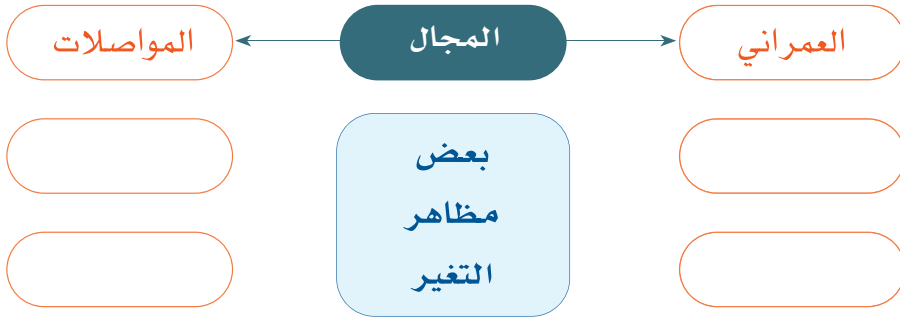 العمراني
المجال
المواصلات
بعض
مظاهر
التغير